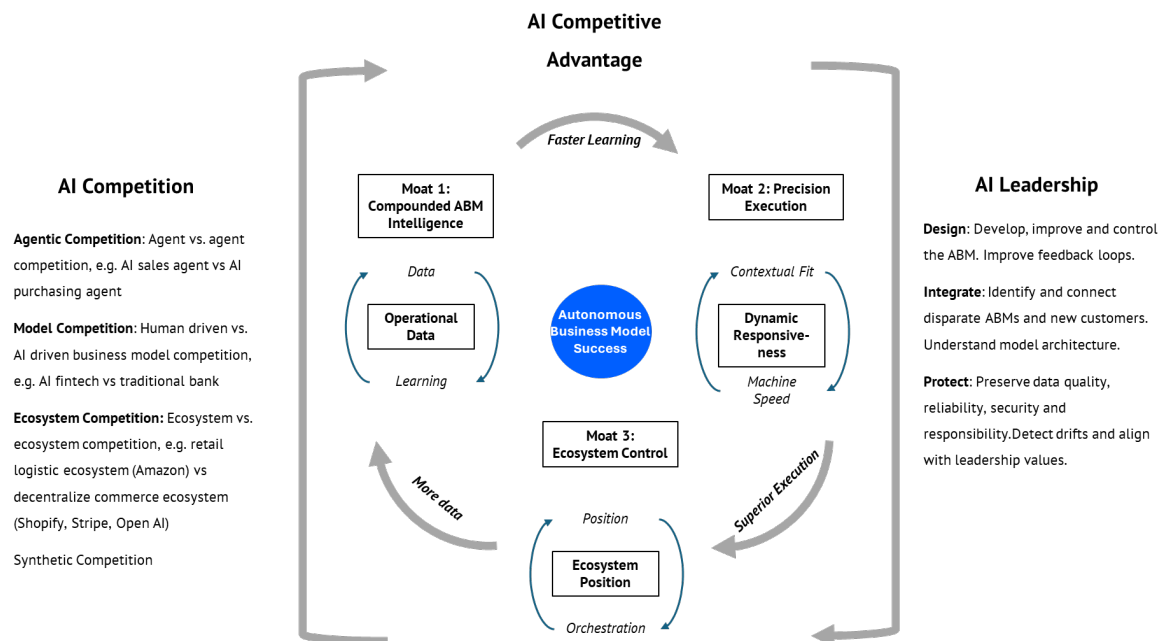 AI Competitive
Advantage
AI Competition
Agentic Competition: Agent vs. agent
competition, e.g. AI sales agent vs AI
purchasing agent
Model Competition: Human driven vs.
AI driven business model competition,
e.g. AI fintech vs traditional bank
Ecosystem Competition: Ecosystem vs.
ecosystem competition, e.g. retail
logistic ecosystem (Amazon) vs
decentralize commerce ecosystem
(Shopify, Stripe, Open AI)
Synthetic Competition
Faster Learning
Moat 1:
Compounded ABM
Intelligence
Data
Operational
Data
Learning
Autonomous
Business Model
Success
Moat 2: Precision
Execution
Contextual Fit
Dynamic
Responsive-
ness
Machine
Speed
Moat 3:
Ecosystem Control
Position
Ecosystem
Position
Orchestration
More data
Superior Execution
AI Leadership
Design: Develop, improve and control
the ABM. Improve feedback loops.
Integrate: Identify and connect
disparate ABMs and new customers.
Understand model architecture.
Protect: Preserve data quality,
reliability, security and
responsibility.Detect drifts and align
with leadership values.